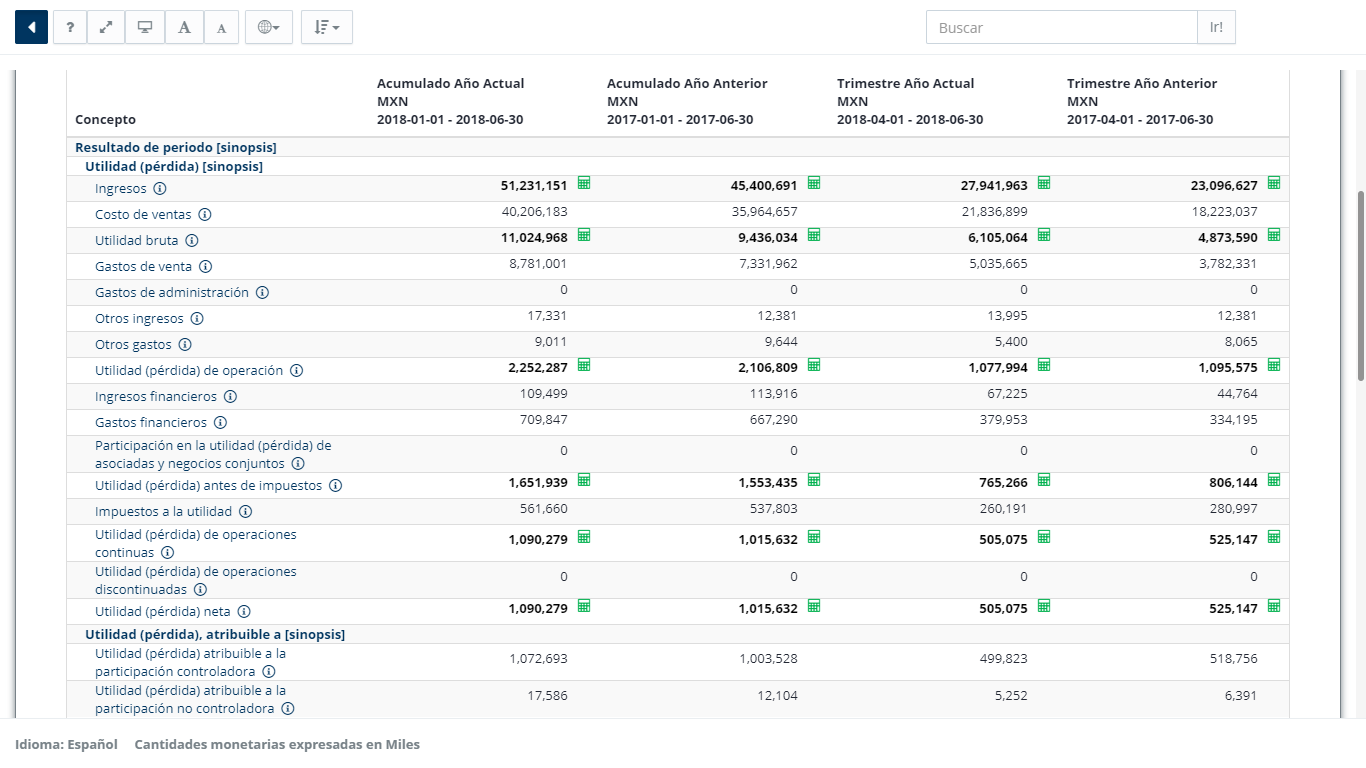 ? A A Buscar Ir!
Acumulado Año Actual Acumulado Año Anterior Trimestre Año Actual Trimestre Año Anterior
MXN MXN MXN MXN
Concepto 2018-01-01 - 2018-06-30 2017-01-01 - 2017-06-30 2018-04-01 - 2018-06-30 2017-04-01 - 2017-06-30
Resultado de periodo [sinopsis]
Utilidad (pérdida) [sinopsis]
Ingresos 51,231,151 45,400,691 27,941,963 23,096,627
Costo de ventas 40,206,183 35,964,657 21,836,899 18,223,037
Utilidad bruta 11,024,968 9,436,034 6,105,064 4,873,590
Gastos de venta 8,781,001 7,331,962 5,035,665 3,782,331
Gastos de administración 0 0 0 0
Otros ingresos 17,331 12,381 13,995 12,381
Otros gastos 9,011 9,644 5,400 8,065
Utilidad (pérdida) de operación 2,252,287 2,106,809 1,077,994 1,095,575
Ingresos financieros 109,499 113,916 67,225 44,764
Gastos financieros 709,847 667,290 379,953 334,195
Participación en la utilidad (pérdida) de
asociadas y negocios conjuntos 0 0 0 0
Utilidad (pérdida) antes de impuestos 1,651,939 1,553,435 765,266 806,144
Impuestos a la utilidad 561,660 537,803 260,191 280,997
Utilidad (pérdida) de operaciones
continuas 1,090,279 1,015,632 505,075 525,147
Utilidad (pérdida) de operaciones
discontinuadas 0 0 0 0
Utilidad (pérdida) neta 1,090,279 1,015,632 505,075 525,147
Utilidad (pérdida), atribuible a [sinopsis]
Utilidad (pérdida) atribuible a la
participación controladora 1,072,693 1,003,528 499,823 518,756
Utilidad (pérdida) atribuible a la
participación no controladora 17,586 12,104 5,252 6,391
Idioma: Español Cantidades monetarias expresadas en Miles